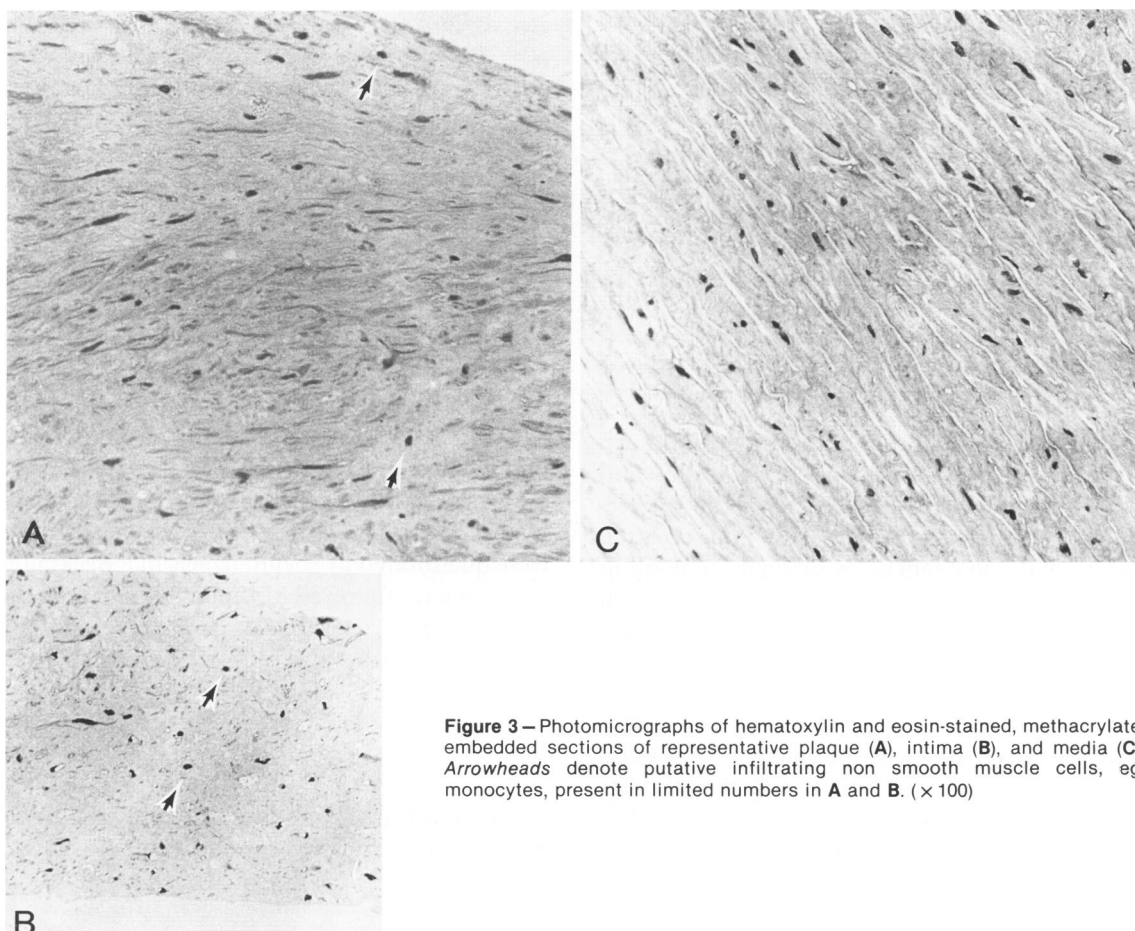 A
C
B
Figure 3—Photomicrographs of hematoxylin and eosin-stained, methacrylate
embedded sections of representative plaque (A), intima (B), and media (C
Arrowheads denote putative infiltrating non smooth muscle cells, eg
monocytes, present in limited numbers in A and B. (×100)